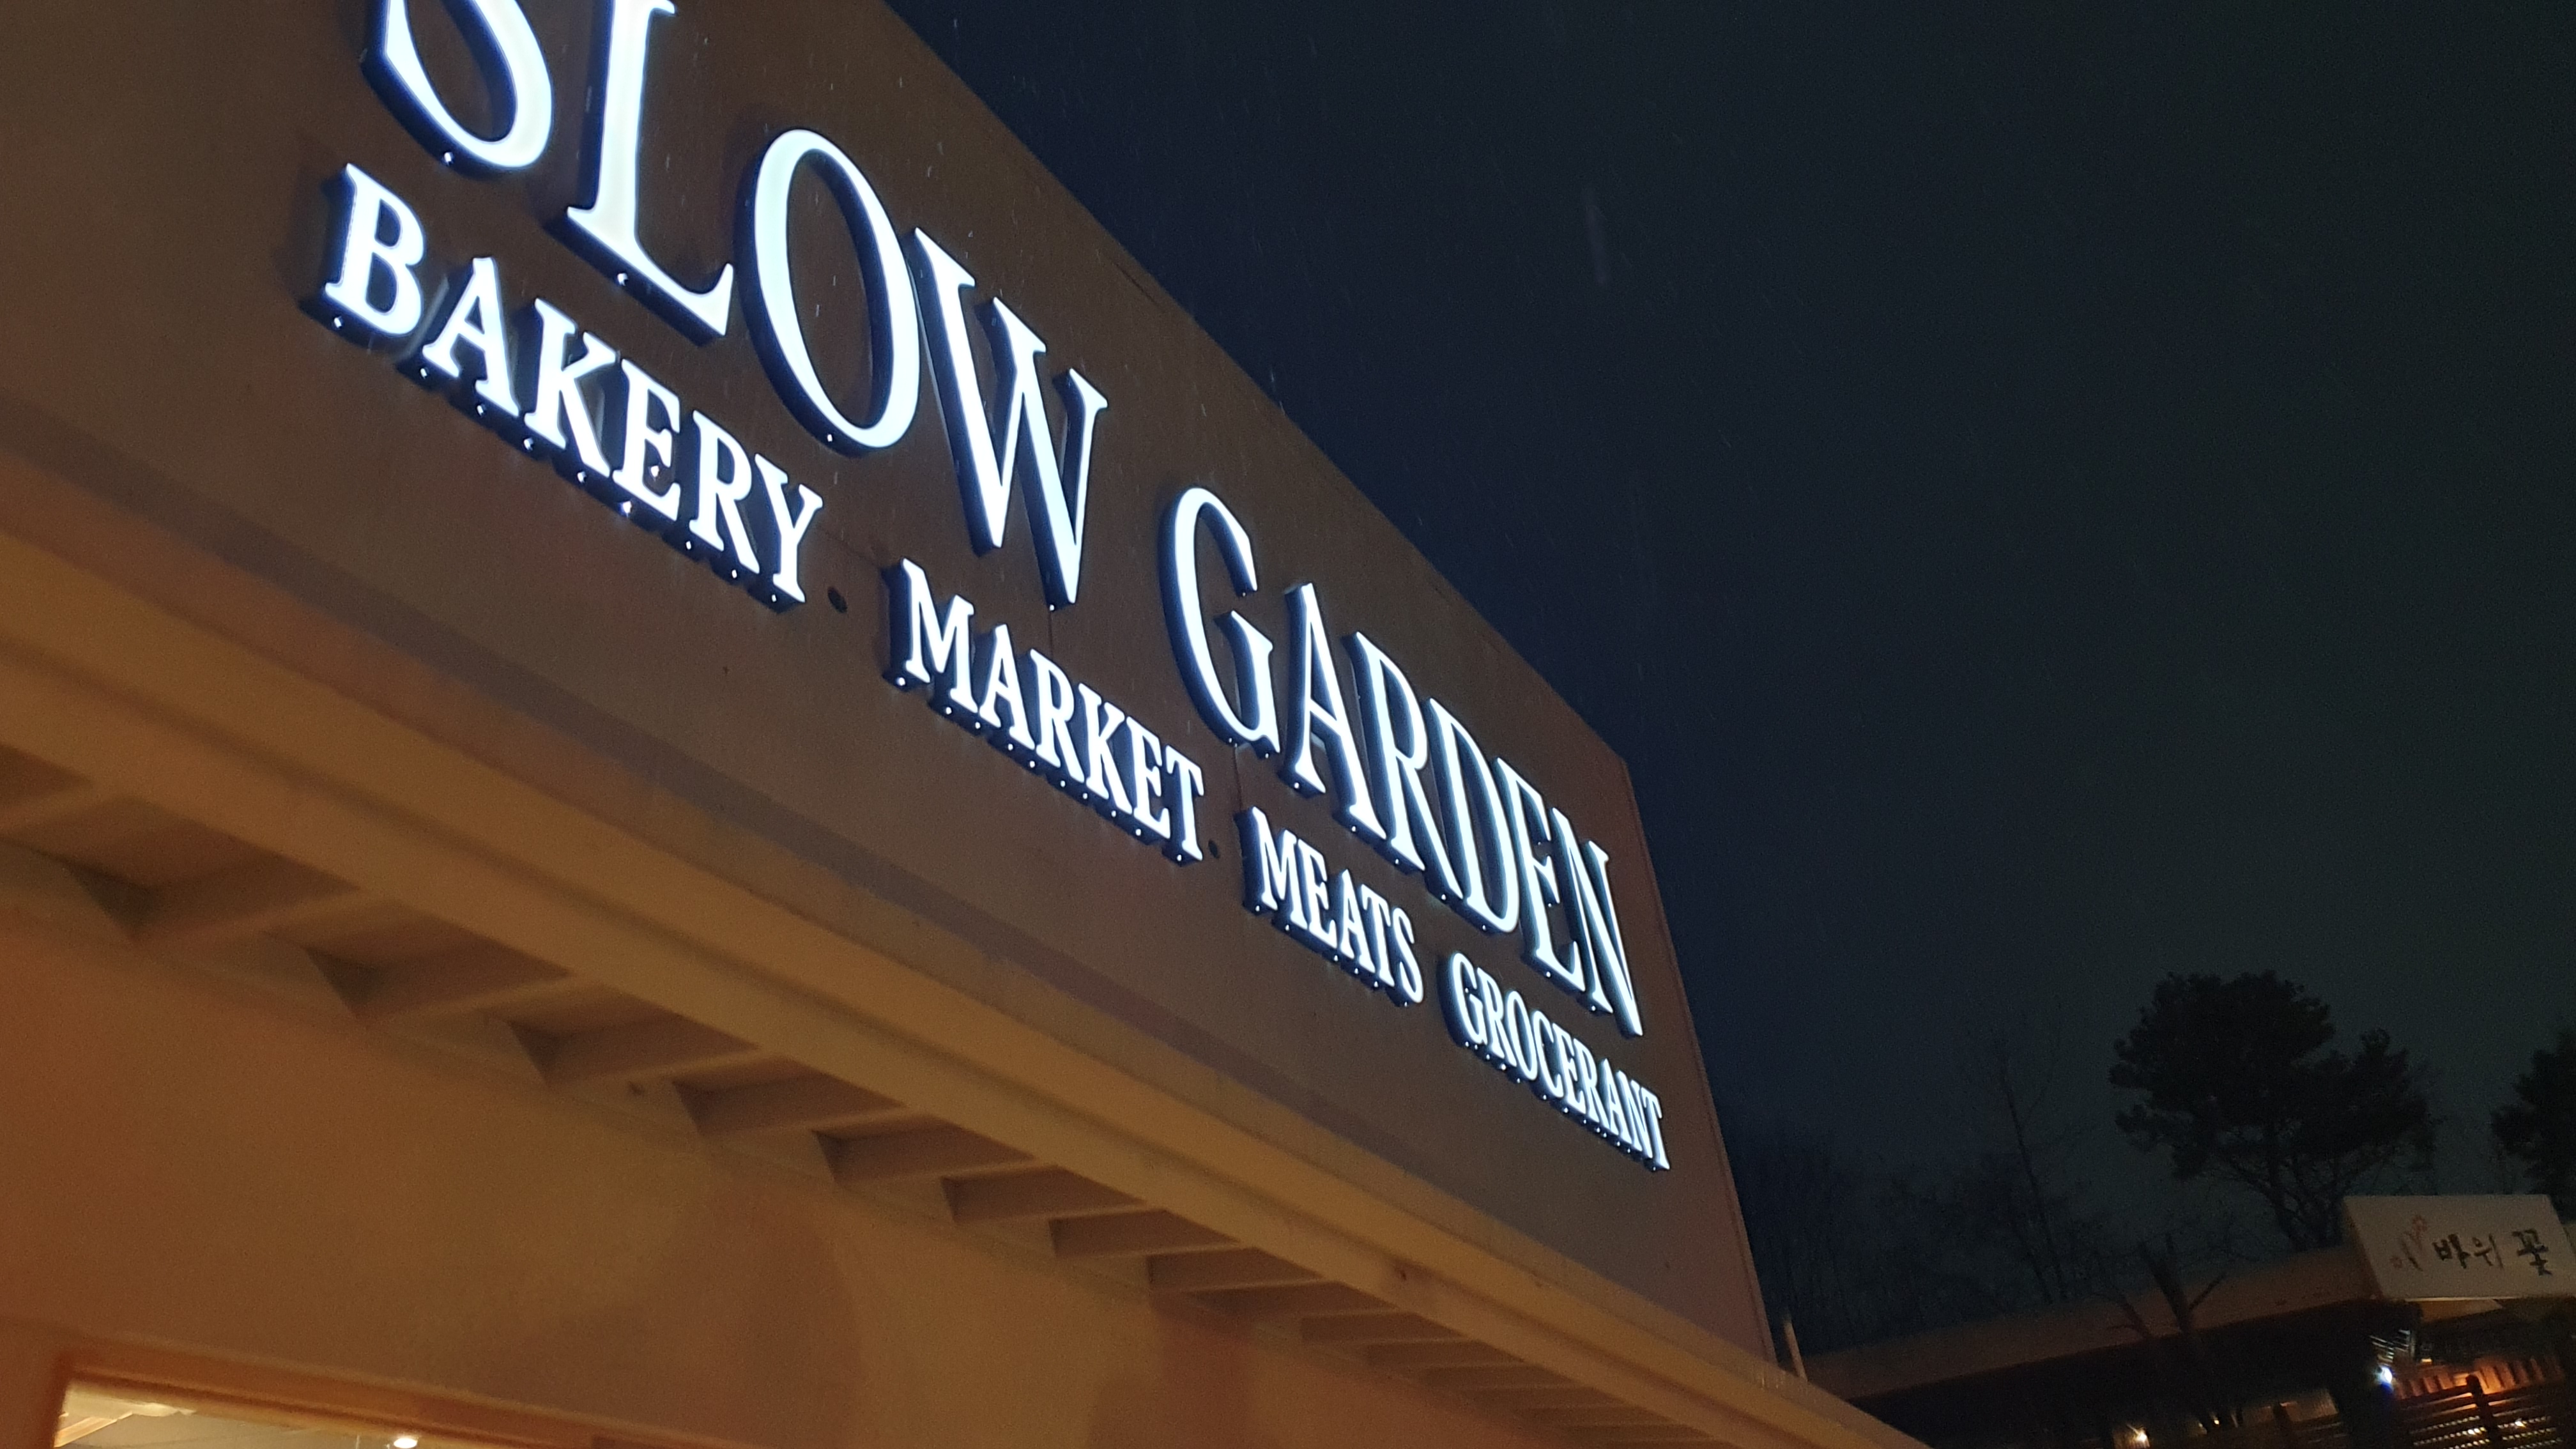 SLOW GARDEN
BAKERY. MARKET. MEATS GROCERANT
바위 꽃